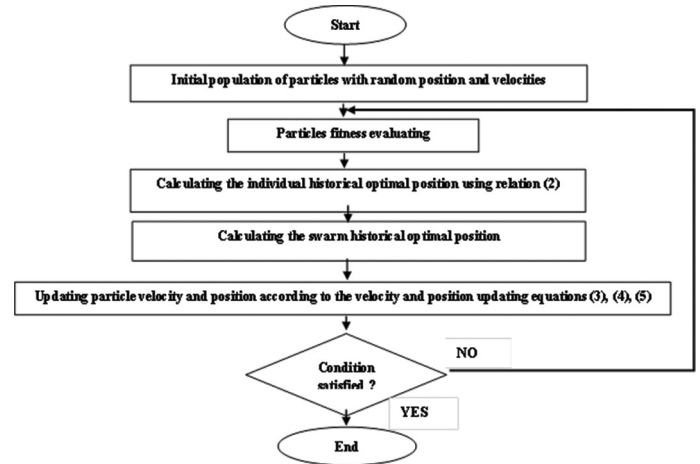 Start
Initial population of particles with random position and velocities
Particles fitness evaluating
Calculating the individual historical optimal position using relation (2)
Calculating the swarm historical optimal position
Updating particle velocity and position according to the velocity and position updating equations (3), (4), (5)
Condition
satisfied ?
NO
YES
End